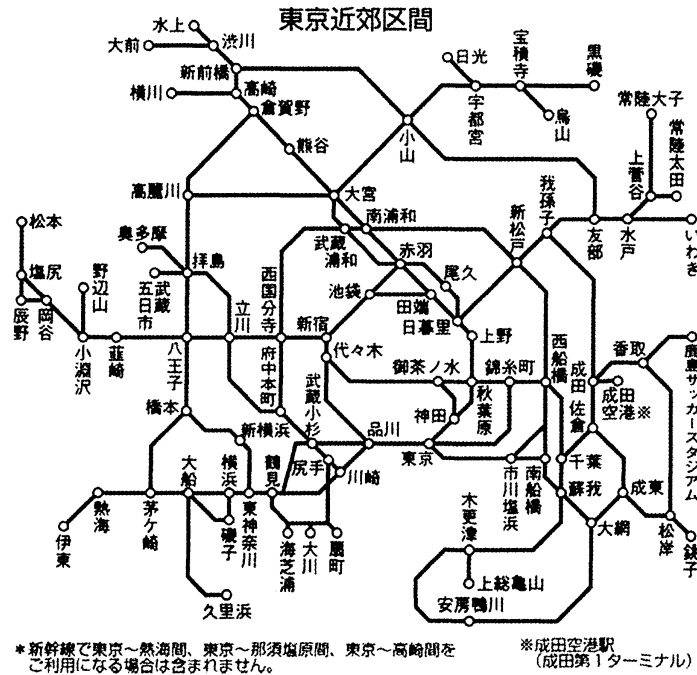 東京近郊区間
水上
大前
渋川
新前橋
横川
高崎
倉賀野
熊谷
小山
日光
宇都宮
宝積寺
烏山
黒磯
常陸大子
常陸太田
上菅谷
高麗川
大宮
南浦和
武蔵浦和
新松戸
我孫子
友部
水戸
いわき
松本
塩尻
辰野
岡谷
野辺山
小淵沢
韮崎
奥多摩
武蔵五日市
拝島
立川
西国分寺
赤羽
尾久
池袋
田端
日暮里
上野
新宿
代々木
八王子
府中本町
御茶ノ水
錦糸町
西船橋
成田
成田空港※
香取
鹿島サッカースタジアム
橋本
新横浜
武蔵小杉
品川
神田
秋葉原
佐倉
尻手
川崎
東京
市川塩浜
南船橋
千葉
蘇我
成東
大船
横浜
鶴見
熱海
伊東
茅ケ崎
磯子
東神奈川
海芝浦
大川
扇町
木更津
大網
松岸
銚子
久里浜
上総亀山
安房鴨川
*新幹線で東京～熱海間、東京～那須塩原間、東京～高崎間を
ご利用になる場合は含まれません。
※成田空港駅
(成田第1ターミナル)